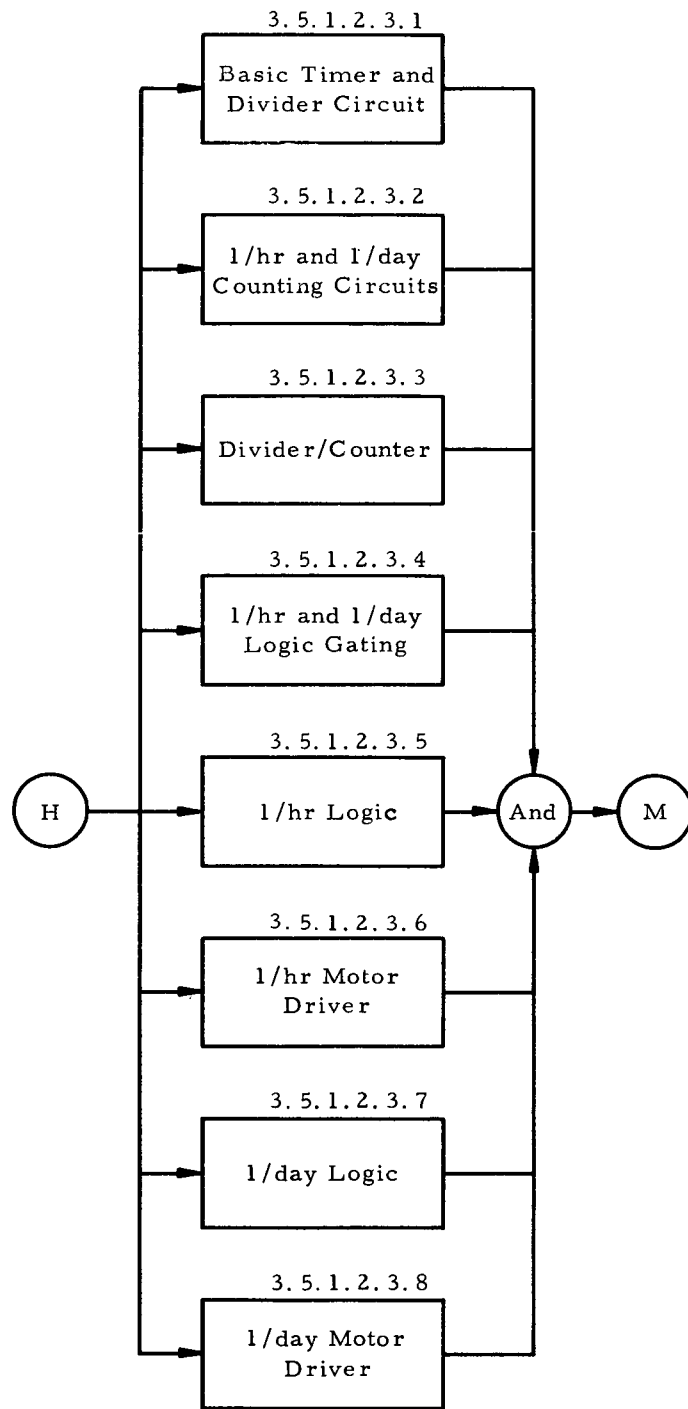 3.5.1.2.3.1
Basic Timer and
Divider Circuit
3.5.1.2.3.2
1/hr and 1/day
Counting Circuits
3.5.1.2.3.3
Divider/Counter
3.5.1.2.3.4
1/hr and 1/day
Logic Gating
3.5.1.2.3.5
H
1/hr Logic
And
M
3.5.1.2.3.6
1/hr Motor
Driver
3.5.1.2.3.7
1/day Logic
3.5.1.2.3.8
1/day Motor
Driver